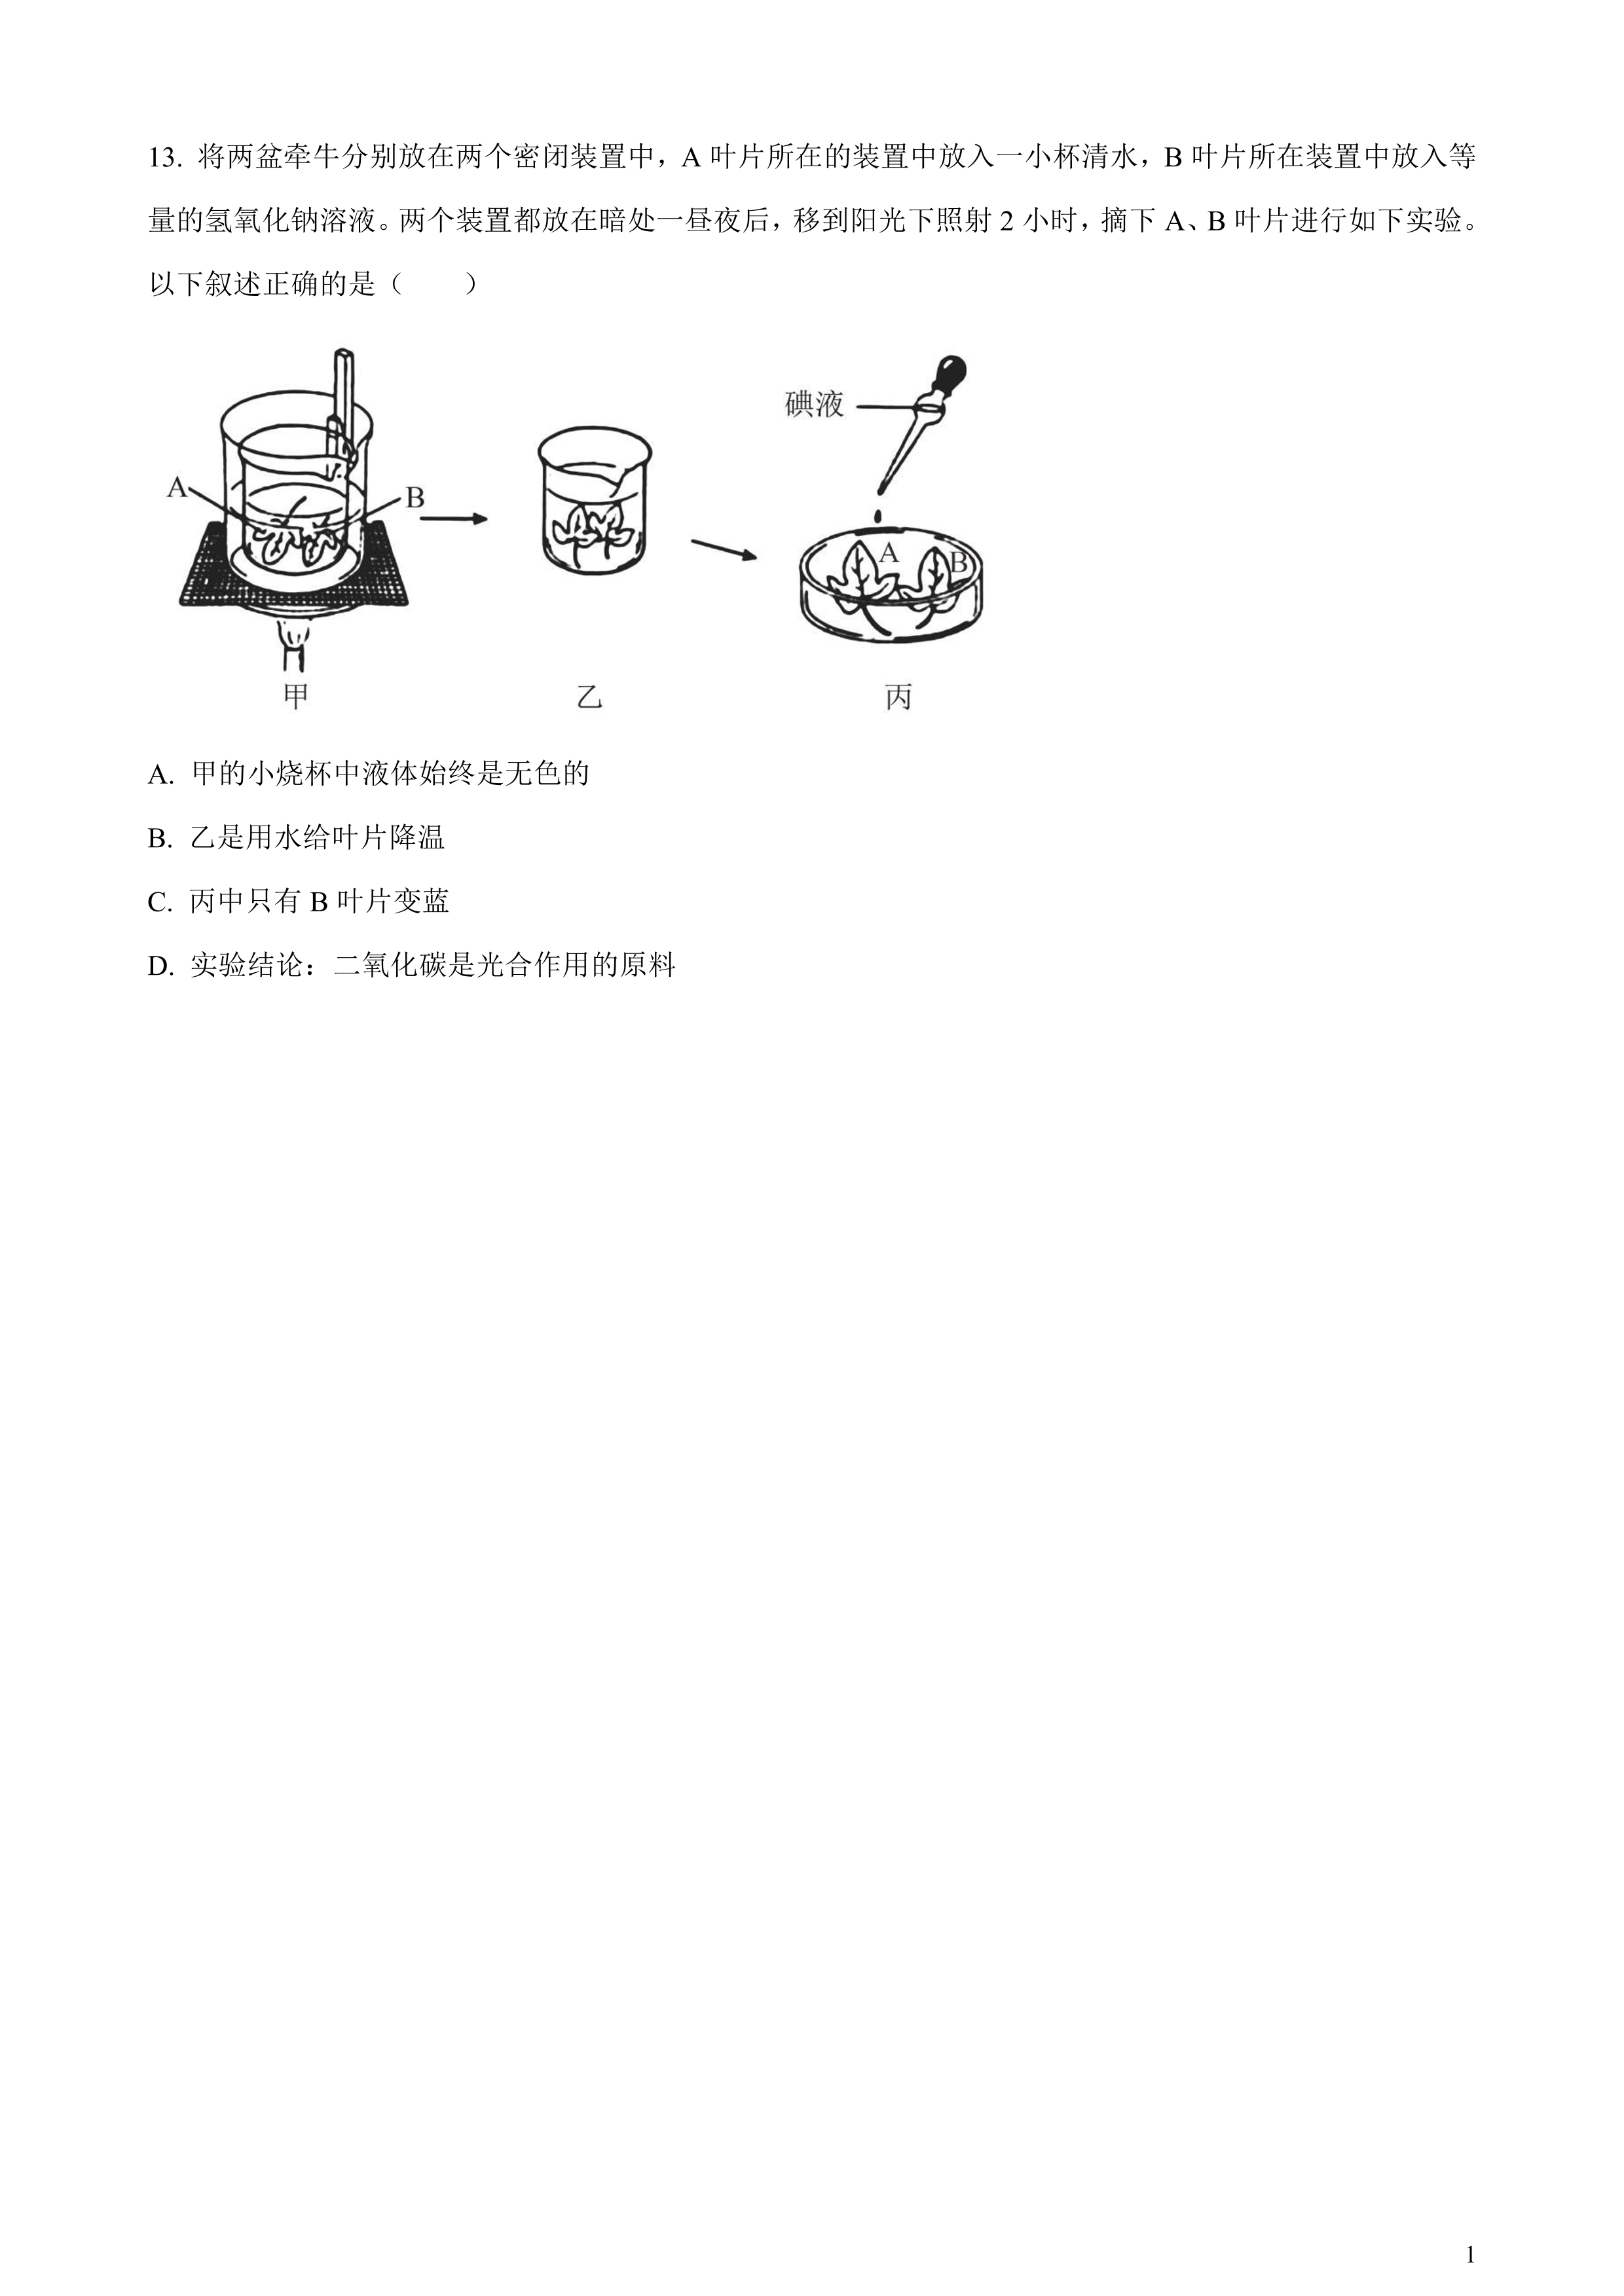 13. 将两盆牵牛分别放在两个密闭装置中，A 叶片所在的装置中放入一小杯清水，B 叶片所在装置中放入等
量的氢氧化钠溶液。两个装置都放在暗处一昼夜后，移到阳光下照射 2 小时，摘下 A、B 叶片进行如下实验。
以下叙述正确的是（　　）
碘液
A
B
A
B
甲
乙
丙
A. 甲的小烧杯中液体始终是无色的
B. 乙是用水给叶片降温
C. 丙中只有 B 叶片变蓝
D. 实验结论：二氧化碳是光合作用的原料
1